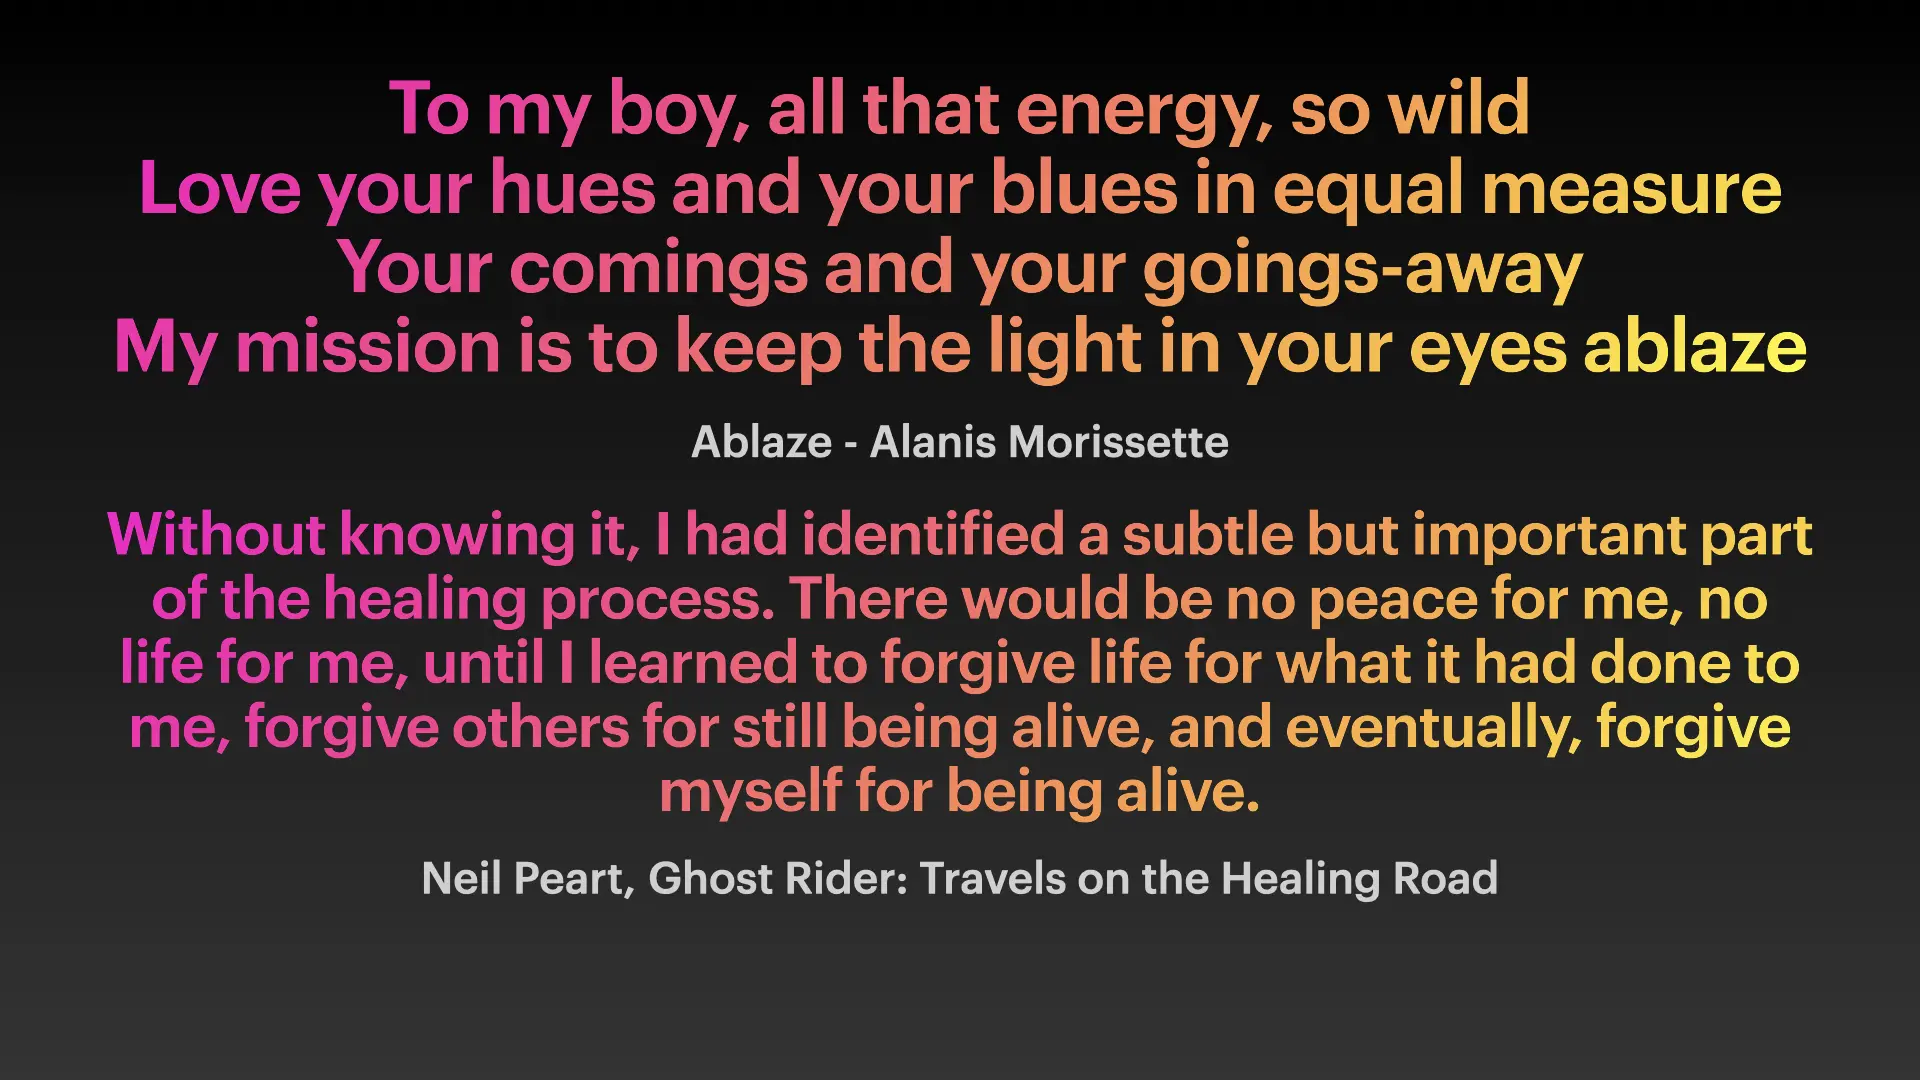 To my boy, all that energy, so wild
Love your hues and your blues in equal measure
Your comings and your goings-away
My mission is to keep the light in your eyes ablaze
Ablaze - Alanis Morissette
Without knowing it, I had identified a subtle but important part
of the healing process. There would be no peace for me, no
life for me, until I learned to forgive life for what it had done to
me, forgive others for still being alive, and eventually, forgive
myself for being alive.
Neil Peart, Ghost Rider: Travels on the Healing Road